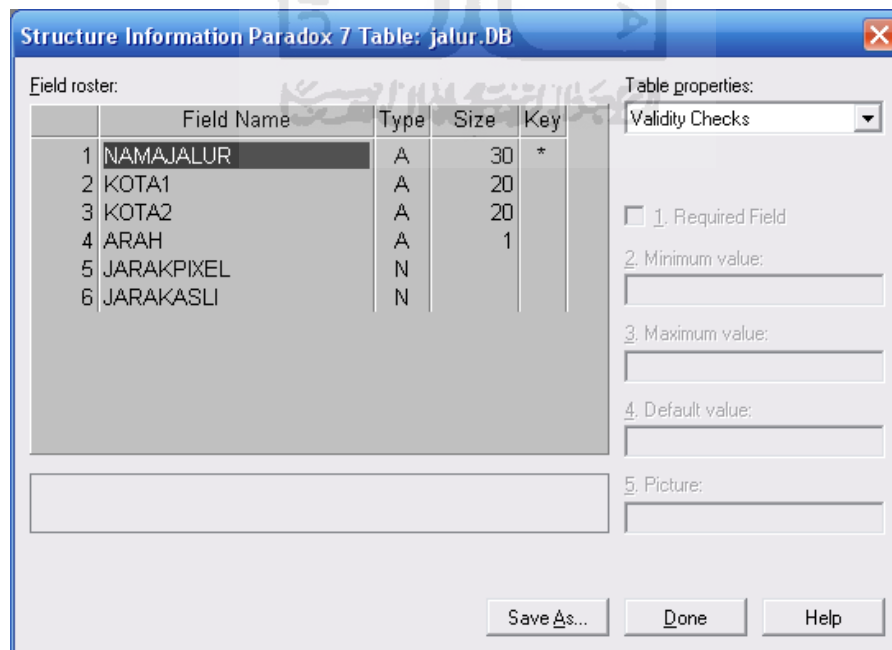 Structure Information Paradox 7 Table: jalur.DB
Field roster:
Field Name Type Size Key
1 NAMAJALUR A 30 *
2 KOTA1 A 20
3 KOTA2 A 20
4 ARAH A 1
5 JARAKPIXEL N
6 JARAKASLI N
Table properties:
Validity Checks
1. Required Field
2. Minimum value:
3. Maximum value:
4. Default value:
5. Picture:
Save As... Done Help